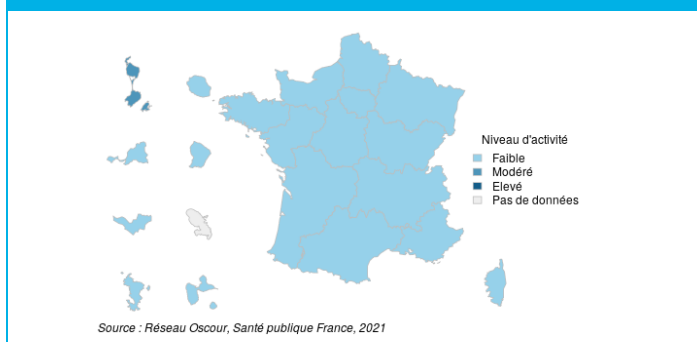 Niveau d'activité
Faible
Modéré
Elevé
Pas de données
Source : Réseau Oscour, Santé publique France, 2021